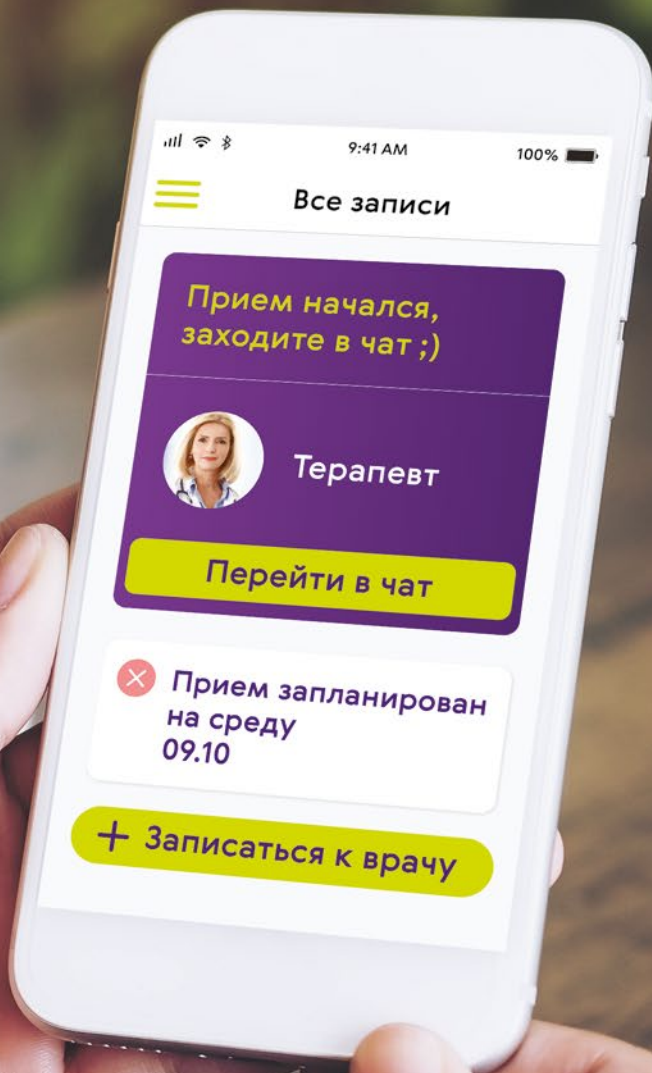 9:41 AM
100%
Все записи
Прием начался,
заходите в чат ;)
Терапевт
Перейти в чат
Прием запланирован
на среду
09.10
+ Записаться к врачу